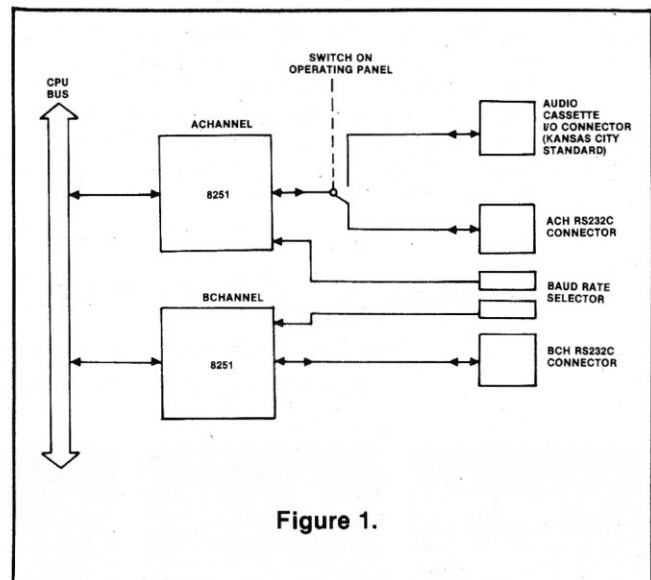 SWITCH ON
OPERATING PANEL
CPU
BUS
ACHANNEL
8251
AUDIO
CASSETTE
I/O CONNECTOR
(KANSAS CITY
STANDARD)
ACH RS232C
CONNECTOR
BAUD RATE
SELECTOR
BCHANNEL
8251
BCH RS232C
CONNECTOR
Figure 1.